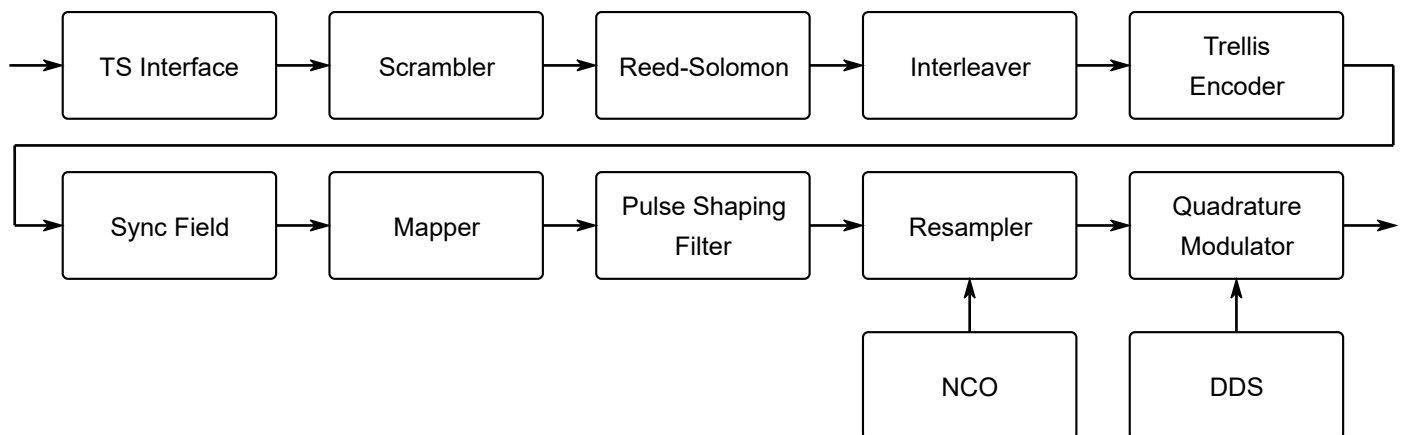 TS Interface
Scrambler
Reed-Solomon
Interleaver
Trellis
Encoder
Sync Field
Mapper
Pulse Shaping
Filter
Resampler
Quadrature
Modulator
NCO
DDS